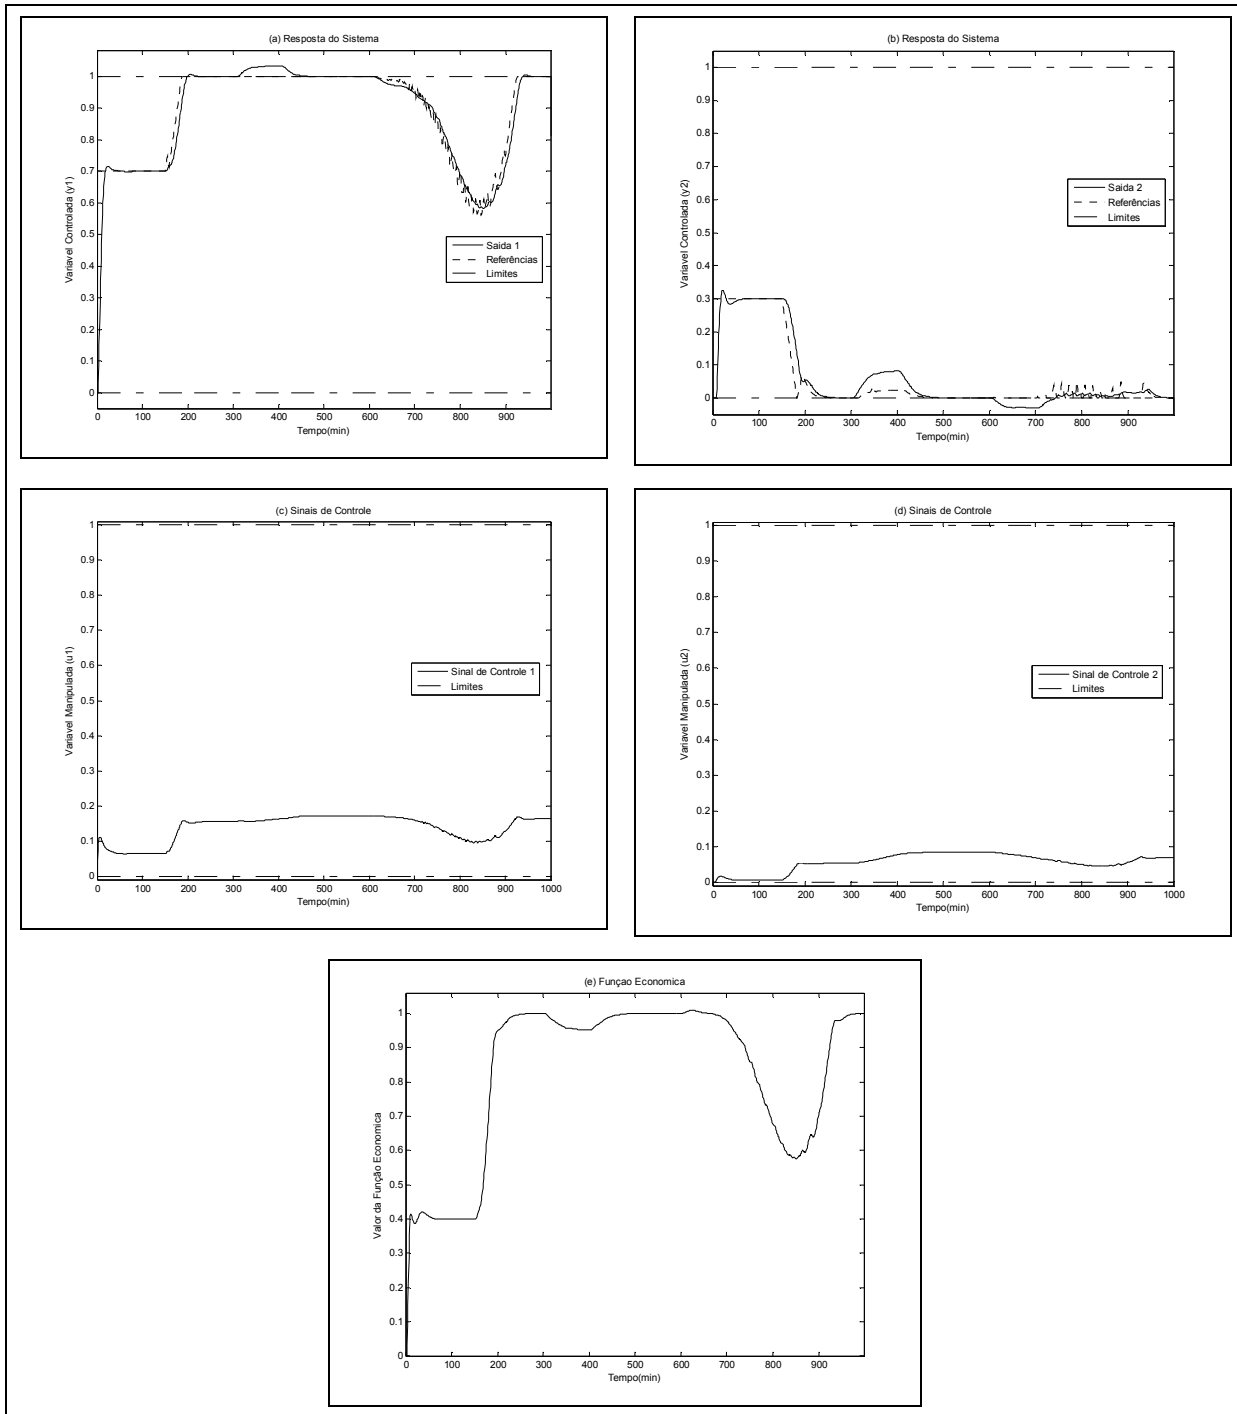 (a) Resposta do Sistema
1
0.9
0.8
0.7
0.6
0.5
0.4
0.3
0.2
0.1
0
Variavel Controlada (y1)
Saida 1
Referências
Limites
0 100 200 300 400 500 600 700 800 900
Tempo(min)
(b) Resposta do Sistema
1
0.9
0.8
0.7
0.6
0.5
0.4
0.3
0.2
0.1
0
Variavel Controlada (y2)
Saida 2
Referências
Limites
100 200 300 400 500 600 700 800 900
Tempo(min)
(c) Sinais de Controle
1
0.9
0.8
0.7
0.6
0.5
0.4
0.3
0.2
0.1
0
Variavel Manipulada (u1)
Sinal de Controle 1
Limites
0 100 200 300 400 500 600 700 800 900 1000
Tempo(min)
(d) Sinais de Controle
1
0.9
0.8
0.7
0.6
0.5
0.4
0.3
0.2
0.1
0
Variavel Manipulada (u2)
Sinal de Controle 2
Limites
0 100 200 300 400 500 600 700 800 900 1000
Tempo(min)
(e) Funçao Economica
1
0.9
0.8
0.7
0.6
0.5
0.4
0.3
0.2
0.1
0
Valor da Função Economica
0 100 200 300 400 500 600 700 800 900
Tempo(min)